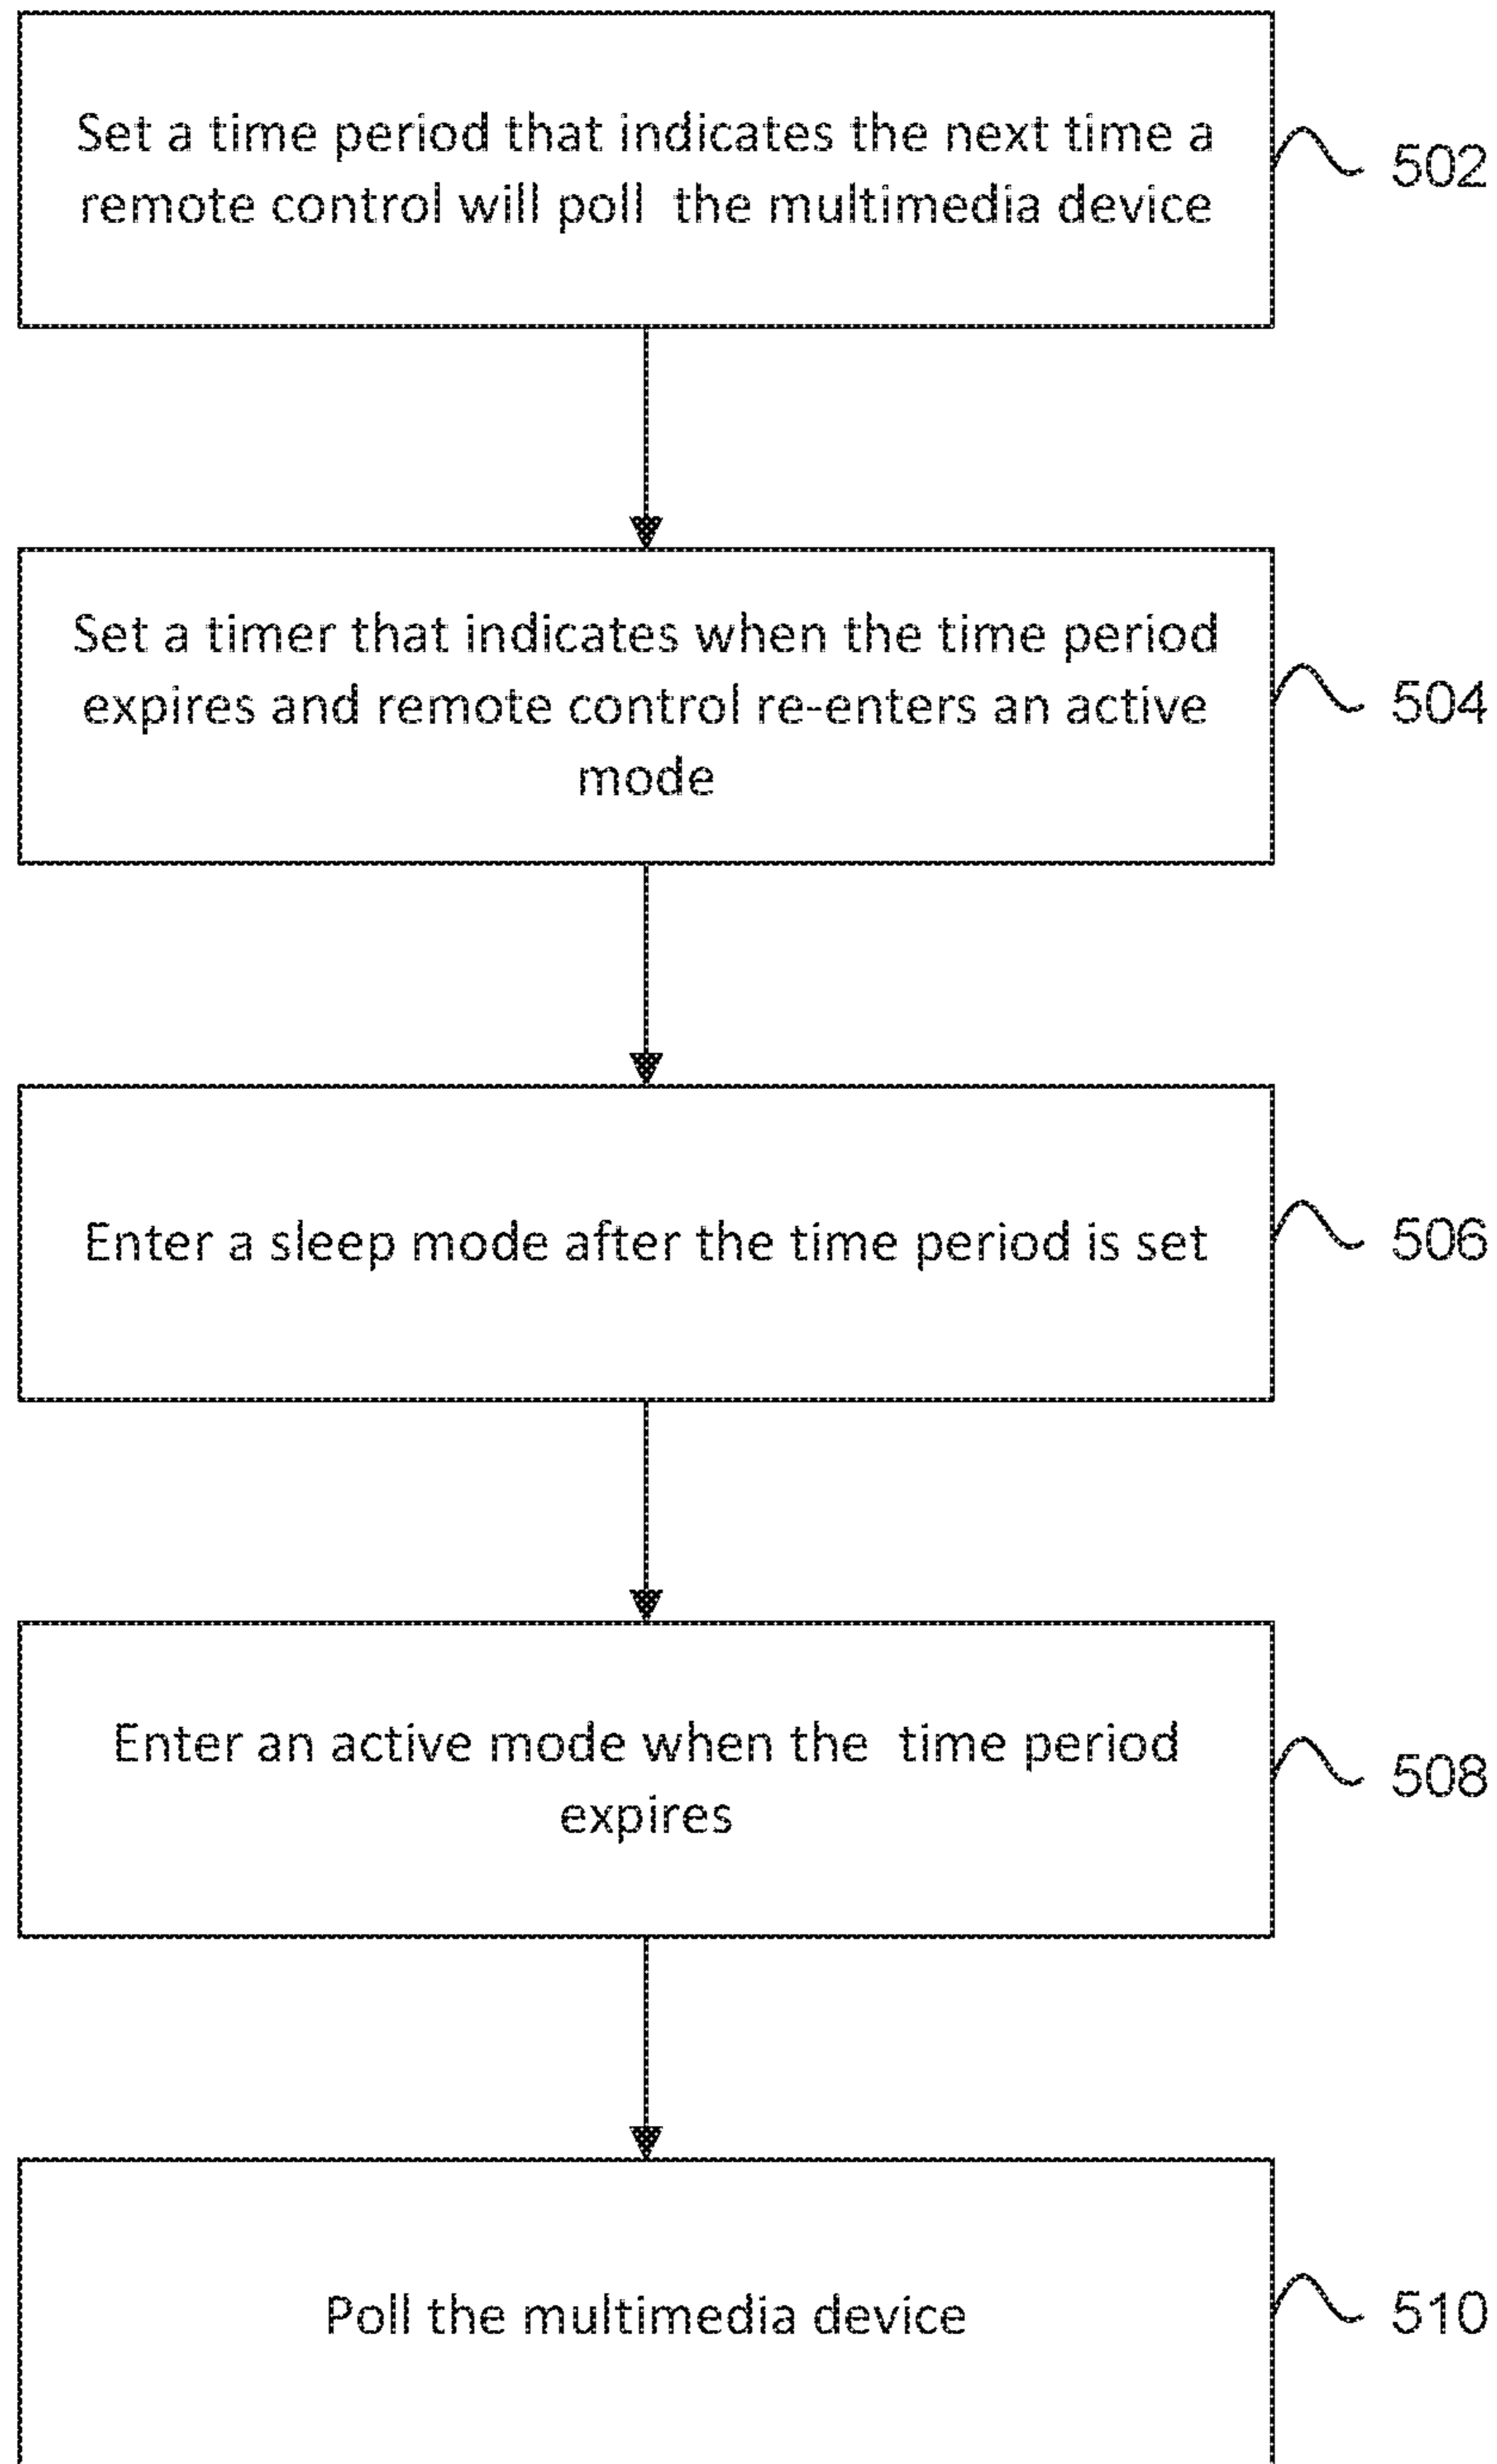 Set a time period that indicates the next time a
remote control will poll the multimedia device
502
Set a timer that indicates when the time period
expires and remote control re-enters an active
mode
504
Enter a sleep mode after the time period is set
506
Enter an active mode when the time period
expires
508
Poll the multimedia device
510